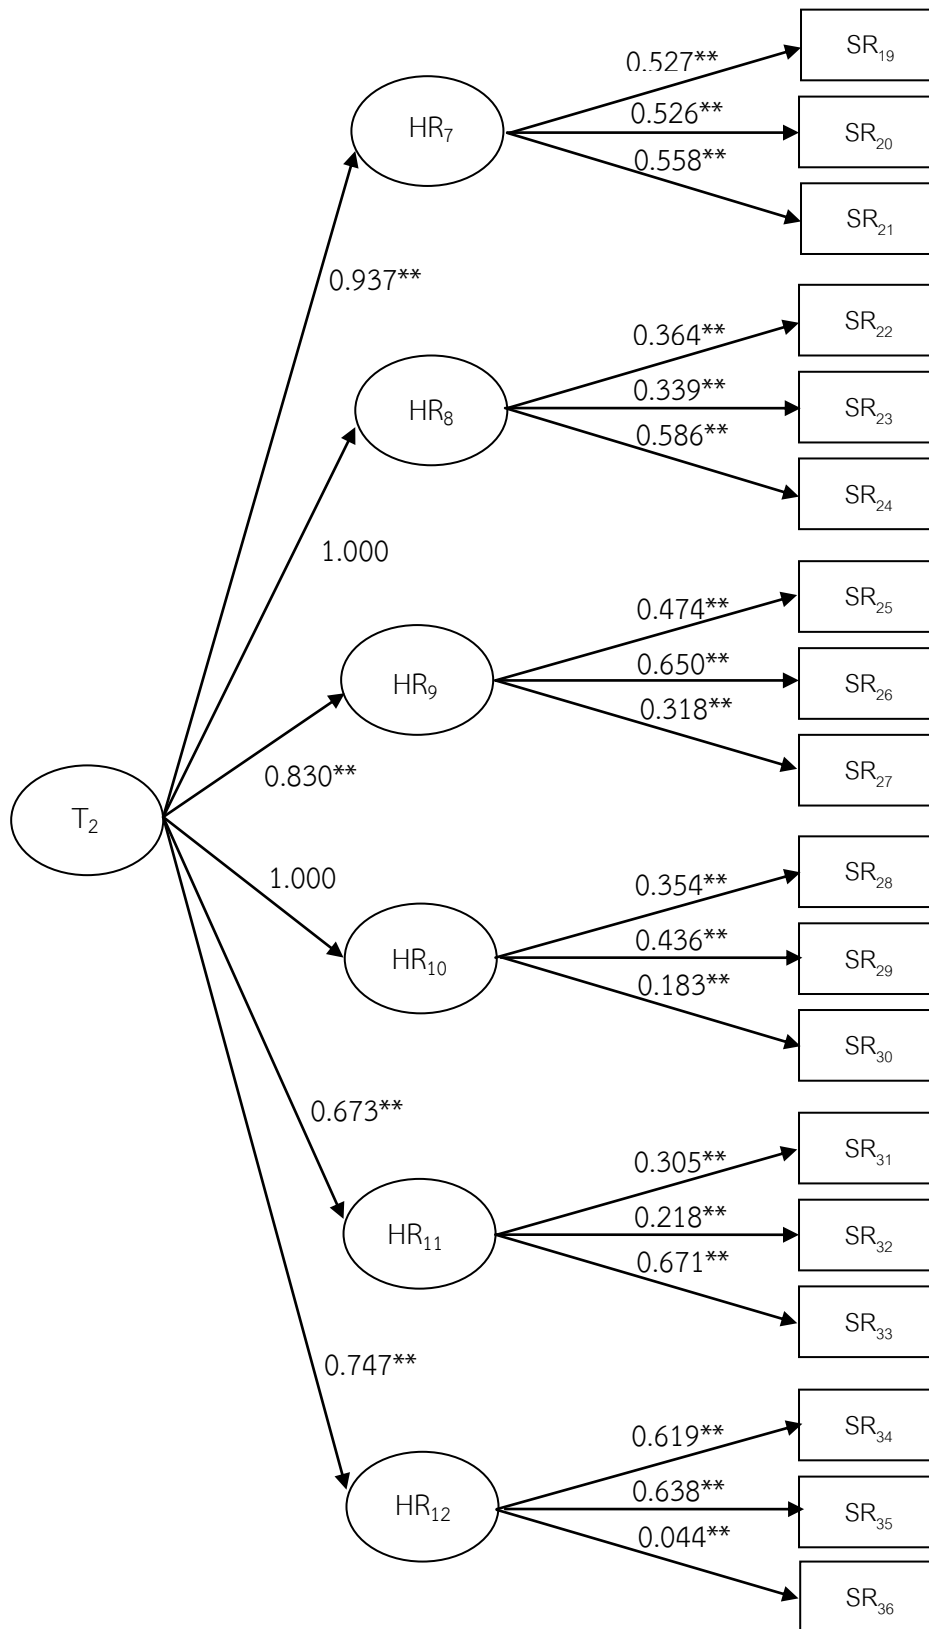 SR19
0.527**
HR7
0.526**
SR20
0.558**
SR21
0.937**
SR22
0.364**
HR8
0.339**
SR23
0.586**
SR24
1.000
SR25
0.474**
HR9
0.650**
SR26
0.318**
SR27
0.830**
T2
1.000
SR28
0.354**
HR10
0.436**
SR29
0.183**
SR30
0.673**
SR31
0.305**
HR11
0.218**
SR32
0.671**
SR33
0.747**
SR34
0.619**
HR12
0.638**
SR35
0.044**
SR36